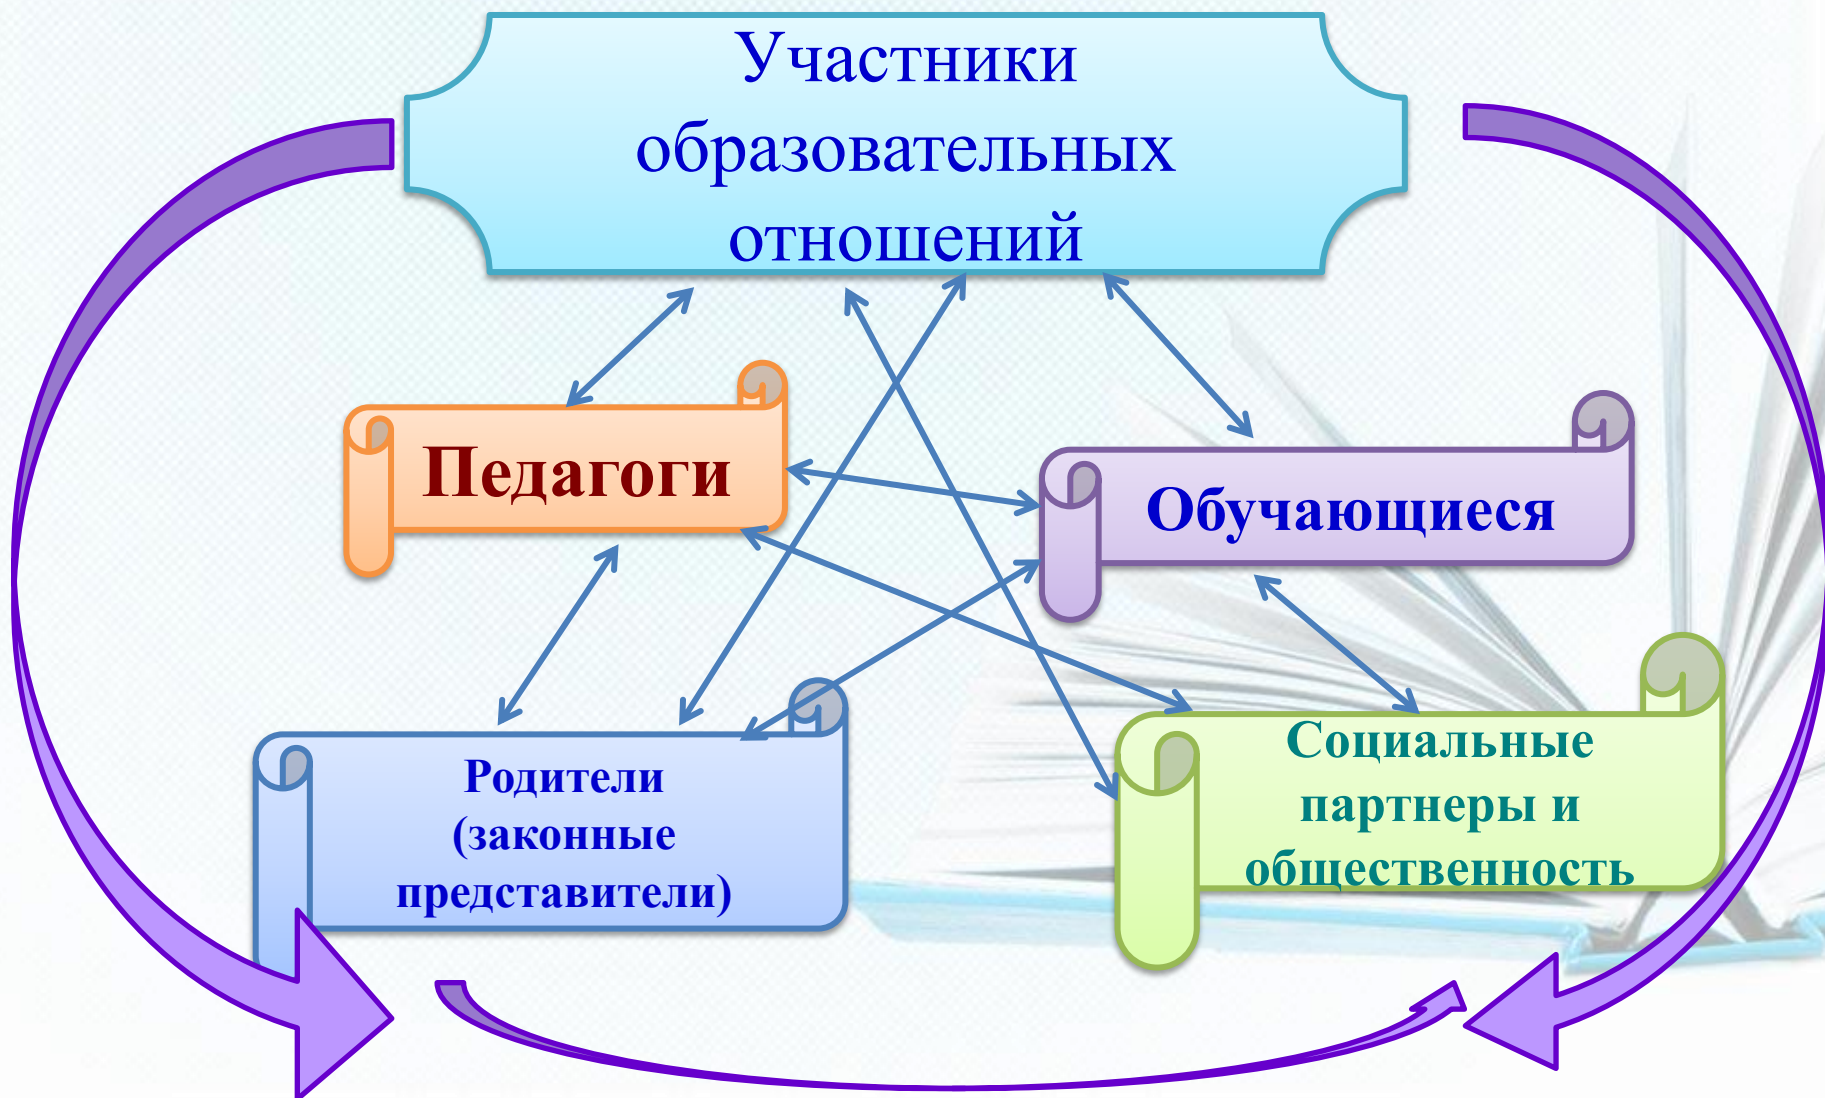 Участники
образовательных
отношений
Педагоги
Обучающиеся
Родители
(законные
представители)
Социальные
партнеры и
общественность